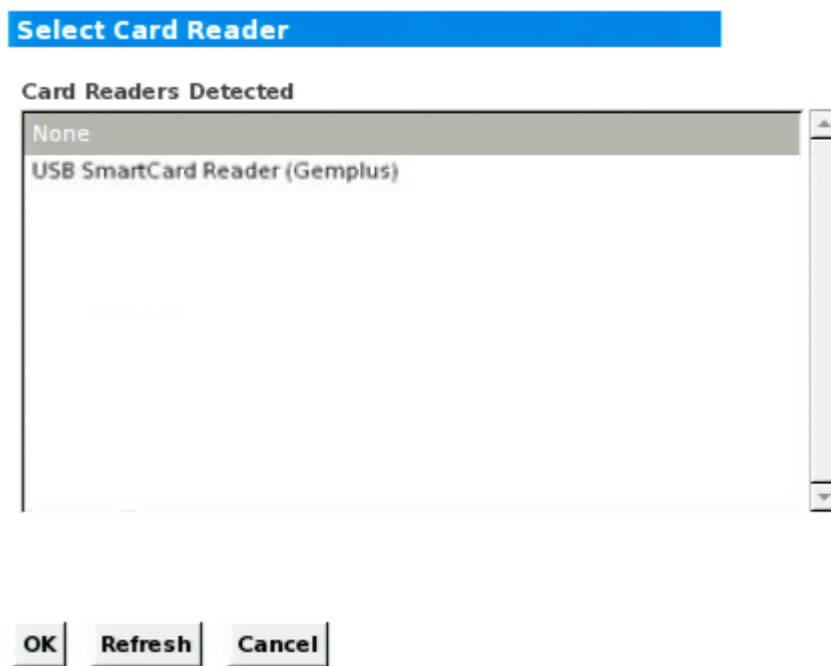 Select Card Reader
Card Readers Detected
None
USB SmartCard Reader (Gemplus)
OK Refresh Cancel